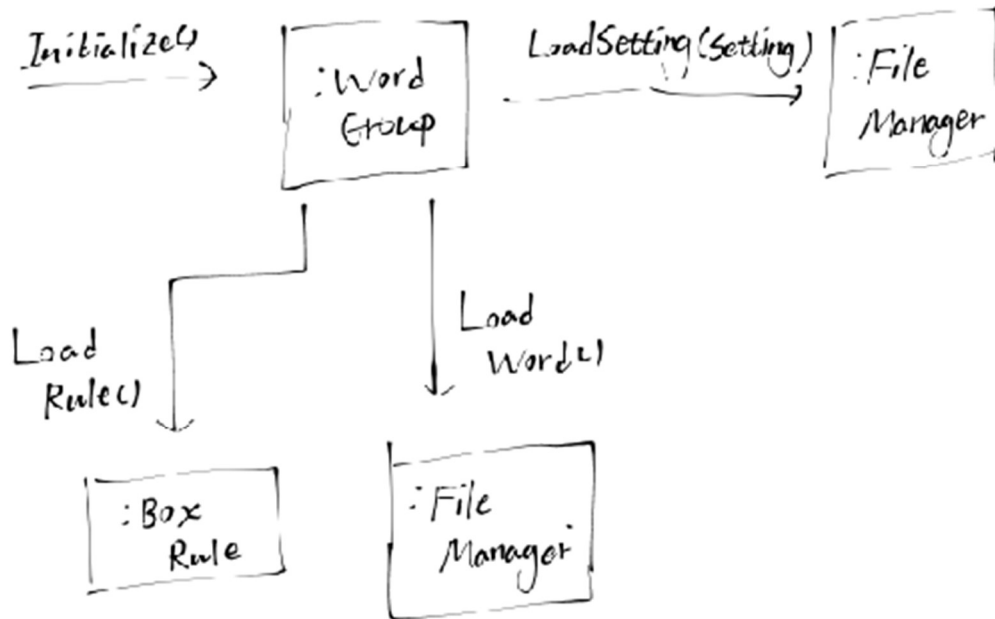 Initialize()
:Word
Group
LoadSetting(Setting)
:File
Manager
Load
Rule()
Load
Word()
:Box
Rule
:File
Manager